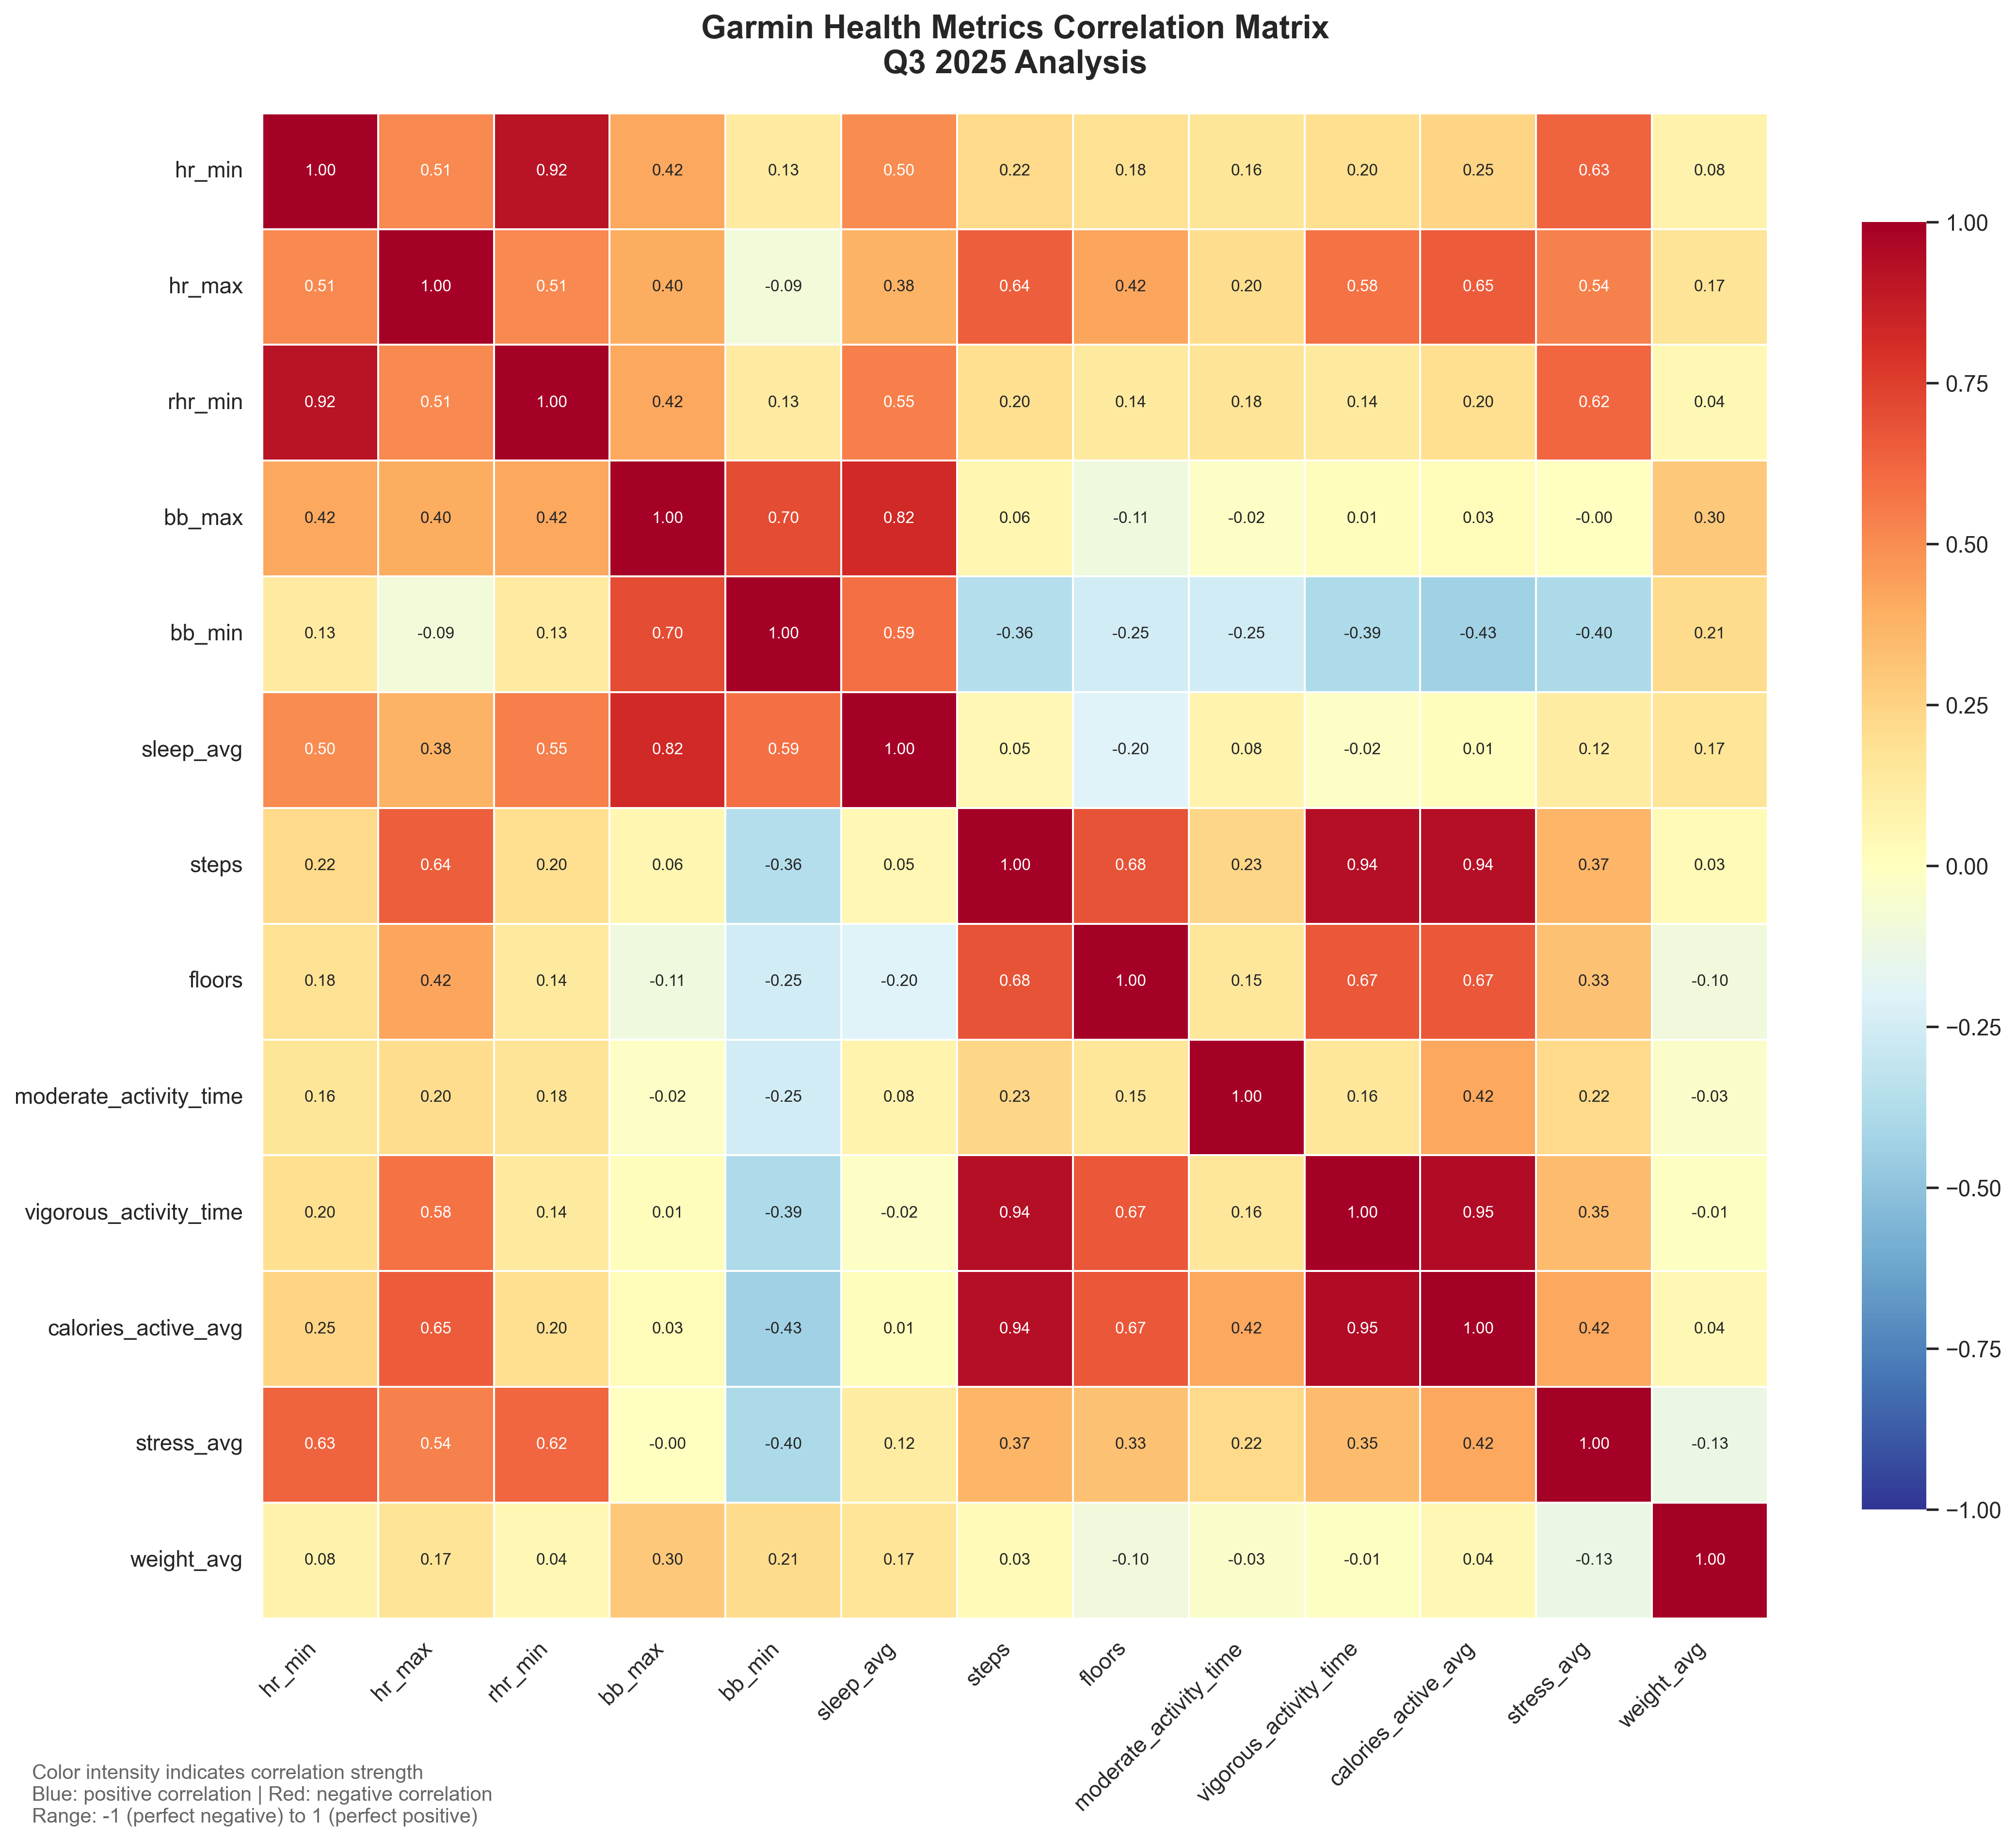 Garmin Health Metrics Correlation Matrix
Q3 2025 Analysis
hr_min 1.00 0.51 0.92 0.42 0.13 0.50 0.22 0.18 0.16 0.20 0.25 0.63 0.08
hr_max 0.51 1.00 0.51 0.40 -0.09 0.38 0.64 0.42 0.20 0.58 0.65 0.54 0.17
rhr_min 0.92 0.51 1.00 0.42 0.13 0.55 0.20 0.14 0.18 0.14 0.20 0.62 0.04
bb_max 0.42 0.40 0.42 1.00 0.70 0.82 0.06 -0.11 -0.02 0.01 0.03 -0.00 0.30
bb_min 0.13 -0.09 0.13 0.70 1.00 0.59 -0.36 -0.25 -0.25 -0.39 -0.43 -0.40 0.21
sleep_avg 0.50 0.38 0.55 0.82 0.59 1.00 0.05 -0.20 0.08 -0.02 0.01 0.12 0.17
steps 0.22 0.64 0.20 0.06 -0.36 0.05 1.00 0.68 0.23 0.94 0.94 0.37 0.03
floors 0.18 0.42 0.14 -0.11 -0.25 -0.20 0.68 1.00 0.15 0.67 0.67 0.33 -0.10
moderate_activity_time 0.16 0.20 0.18 -0.02 -0.25 0.08 0.23 0.15 1.00 0.16 0.42 0.22 -0.03
vigorous_activity_time 0.20 0.58 0.14 0.01 -0.39 -0.02 0.94 0.67 0.16 1.00 0.95 0.35 -0.01
calories_active_avg 0.25 0.65 0.20 0.03 -0.43 0.01 0.94 0.67 0.42 0.95 1.00 0.42 0.04
stress_avg 0.63 0.54 0.62 -0.00 -0.40 0.12 0.37 0.33 0.22 0.35 0.42 1.00 -0.13
weight_avg 0.08 0.17 0.04 0.30 0.21 0.17 0.03 -0.10 -0.03 -0.01 0.04 -0.13 1.00
hr_min hr_max rhr_min bb_max bb_min sleep_avg steps floors moderate_activity_time vigorous_activity_time calories_active_avg stress_avg weight_avg
1.00
0.75
0.50
0.25
0.00
−0.25
−0.50
−0.75
−1.00
Color intensity indicates correlation strength
Blue: positive correlation | Red: negative correlation
Range: -1 (perfect negative) to 1 (perfect positive)